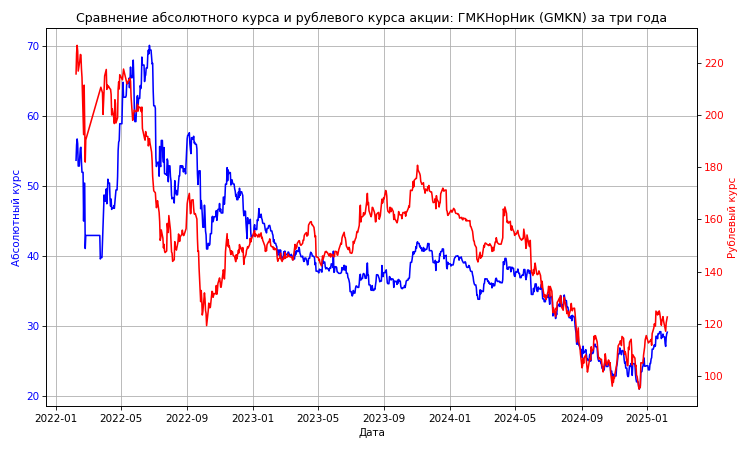 Сравнение абсолютного курса и рублевого курса акции: ГМКНорНик (GMKN) за три года
Абсолютный курс
70
60
50
40
30
20
220
200
180
160
140
120
100
Рублевый курс
2022-01 2022-05 2022-09 2023-01 2023-05 2023-09 2024-01 2024-05 2024-09 2025-01
Дата